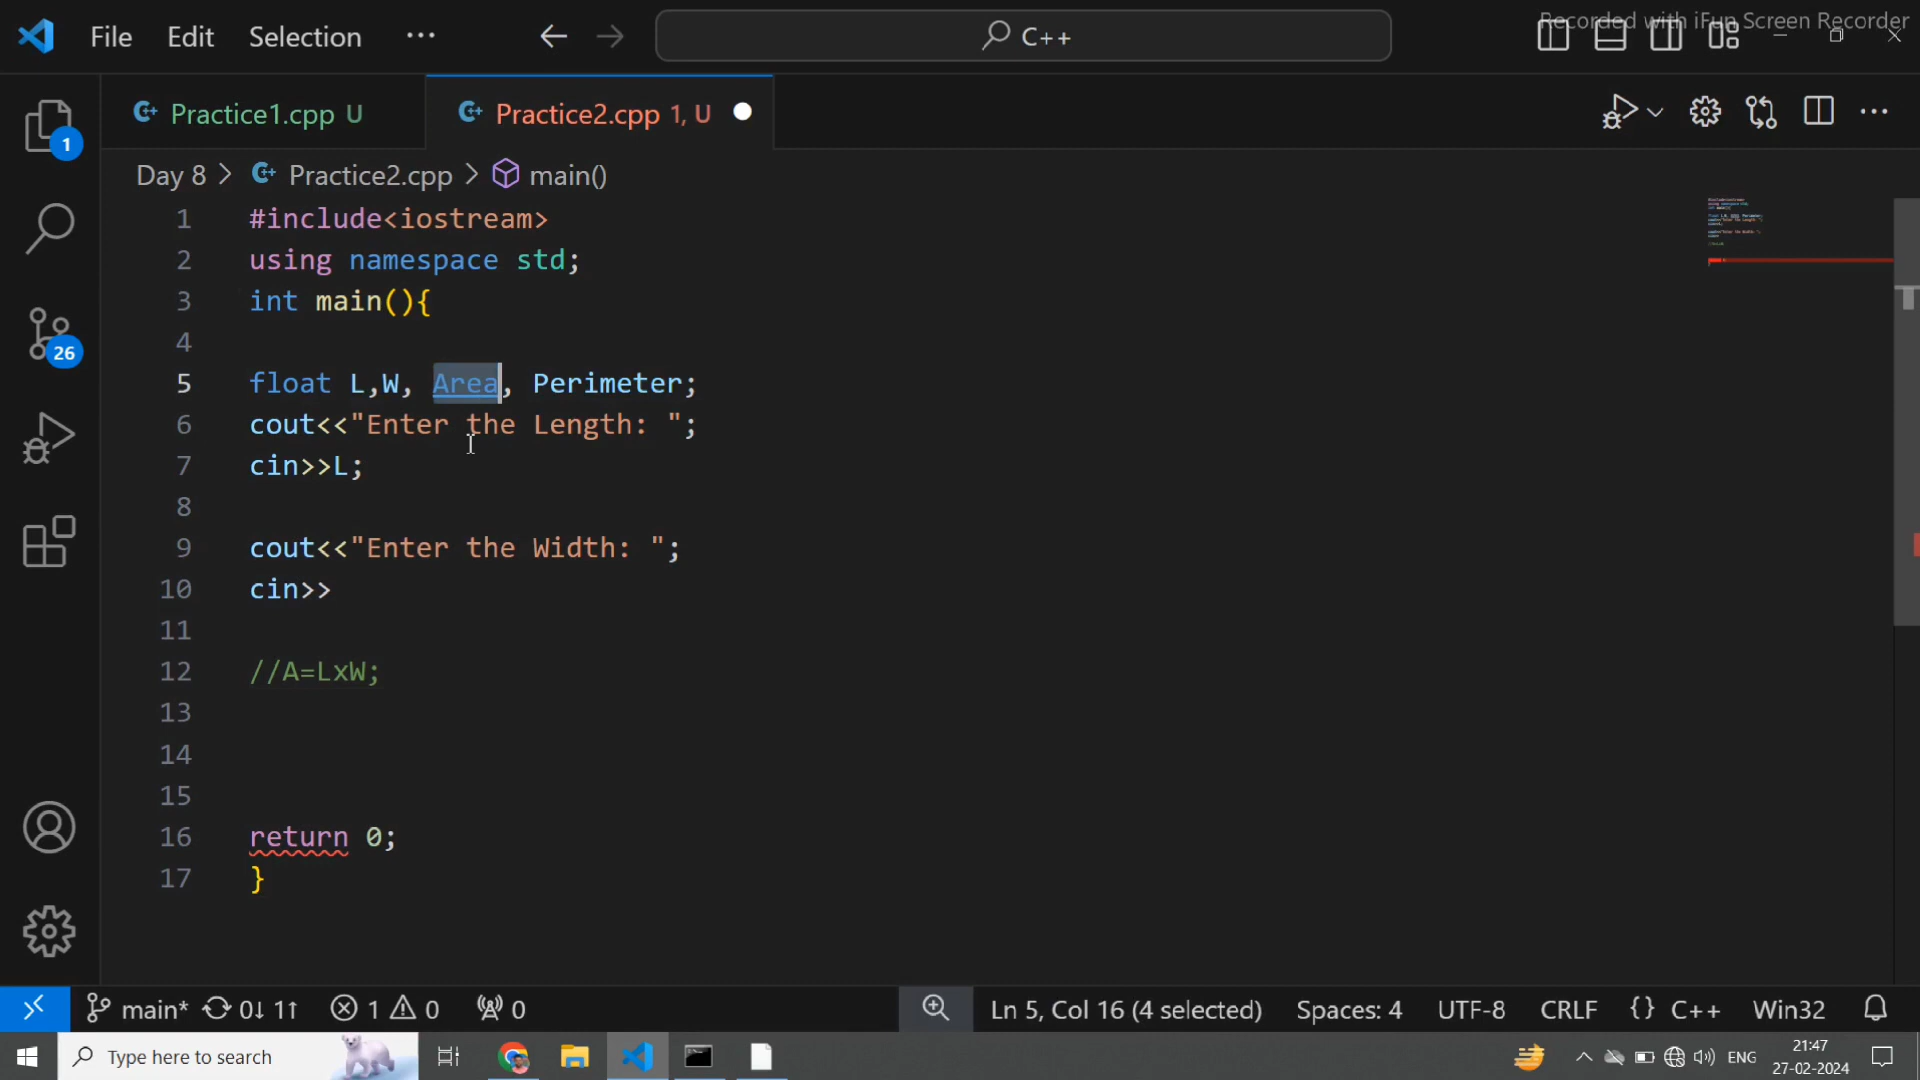 File Edit Selection ··· C++
Recorded with iFun Screen Recorder
Practice1.cpp U Practice2.cpp 1, U
Day 8 > Practice2.cpp > main()
1 #include<iostream>
2 using namespace std;
3 int main(){
4
5 float L,W, Area, Perimeter;
6 cout<<"Enter the Length: ";
7 cin>>L;
8
9 cout<<"Enter the Width: ";
10 cin>>
11
12 //A=LxW;
13
14
15
16 return 0;
17 }
1
26
main* 0↓ 1↑ 1 0 0 Ln 5, Col 16 (4 selected) Spaces: 4 UTF-8 CRLF {} C++ Win32
Type here to search ENG 21:47
27-02-2024